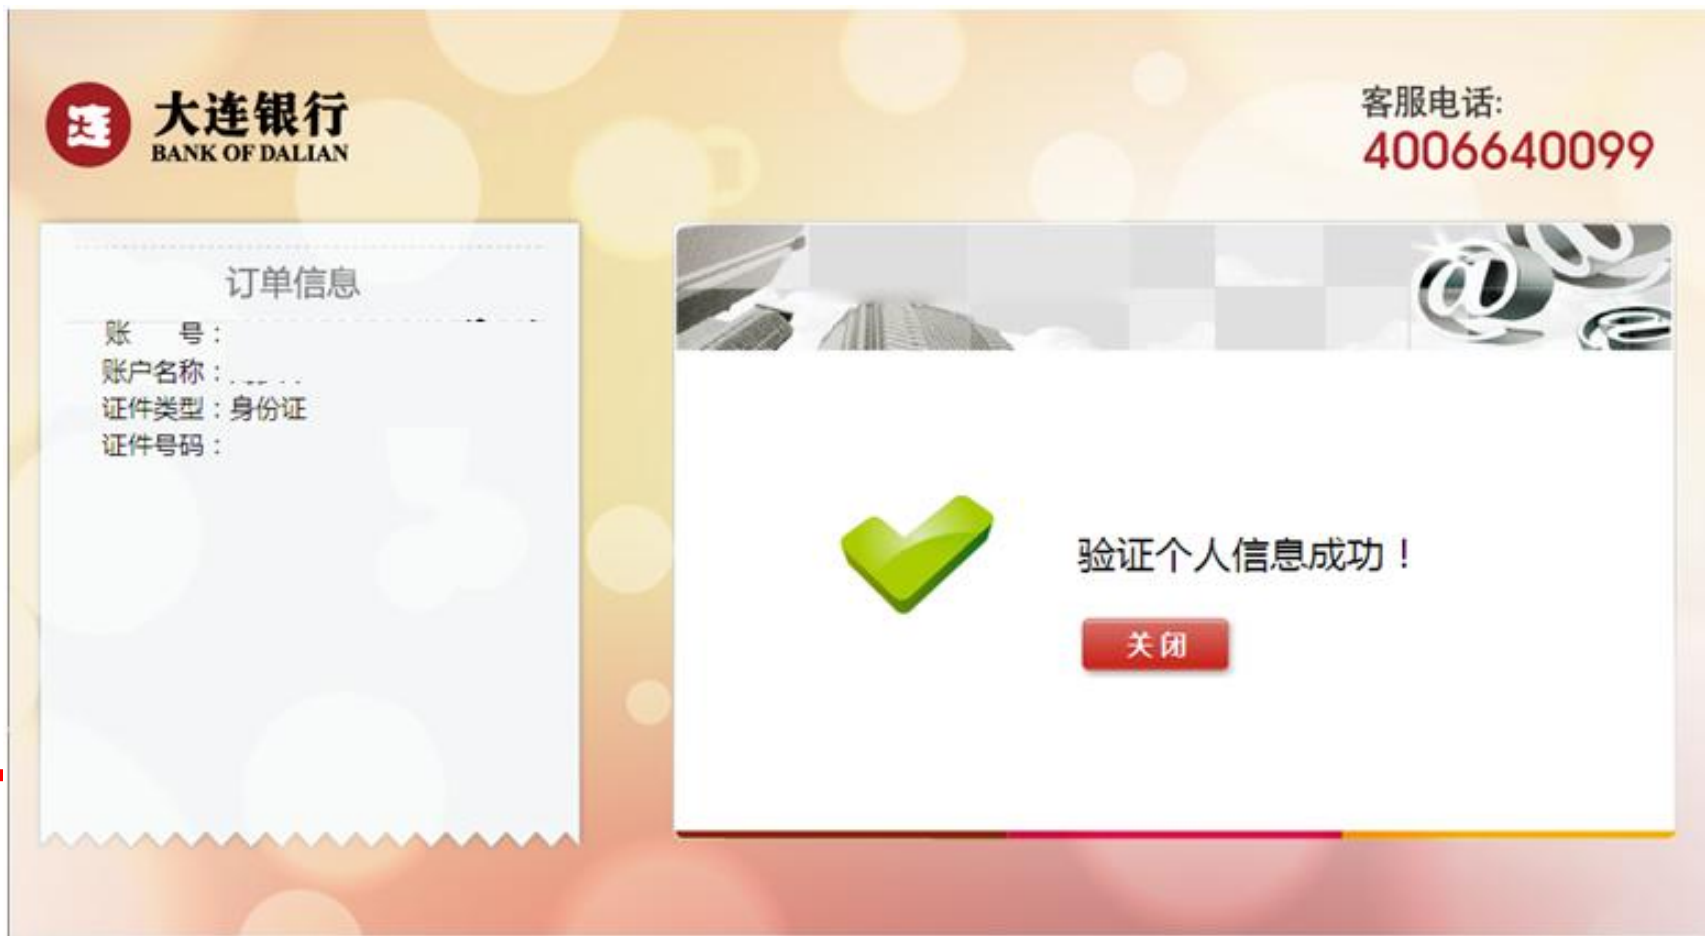 大连银行
BANK OF DALIAN
客服电话:
4006640099
订单信息
账 号：
账户名称：
证件类型：身份证
证件号码：
验证个人信息成功！
关闭